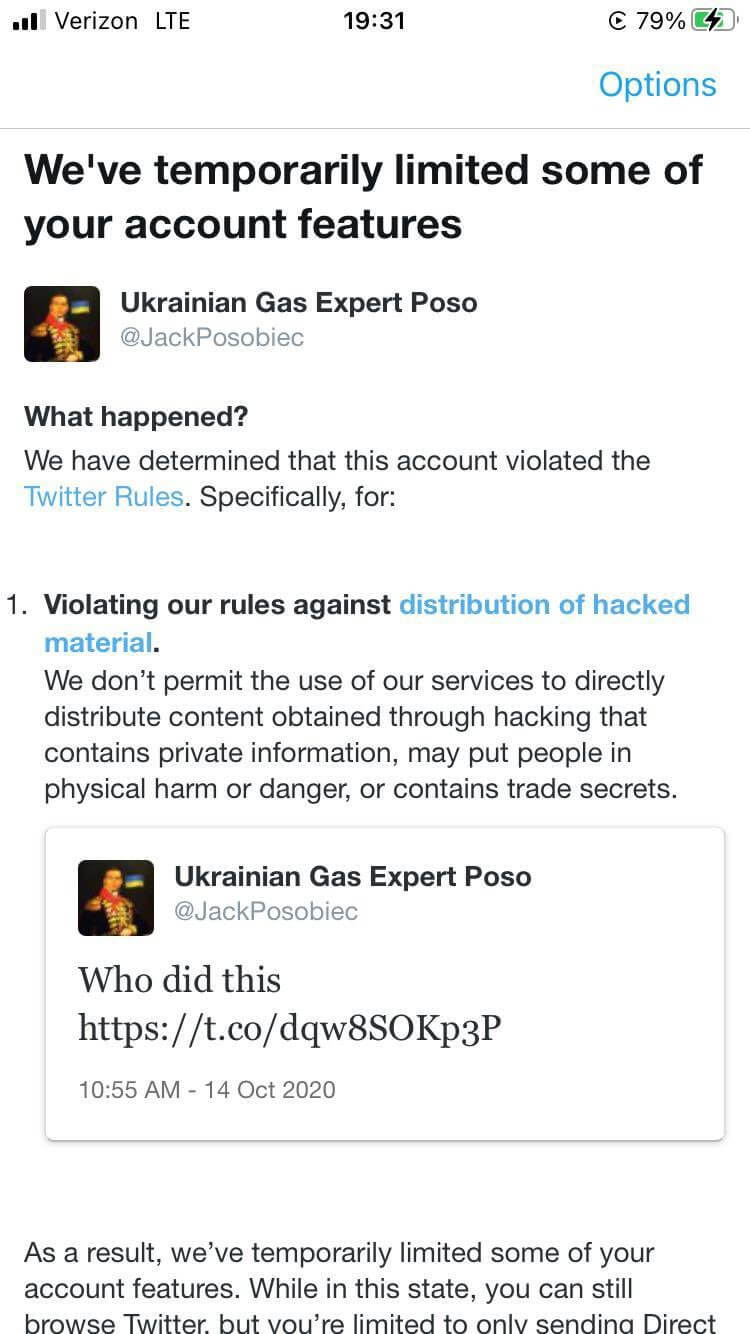 Verizon LTE 19:31 79%
Options
We've temporarily limited some of
your account features
Ukrainian Gas Expert Poso
@JackPosobiec
What happened?
We have determined that this account violated the
Twitter Rules. Specifically, for:
1. Violating our rules against distribution of hacked
material.
We don’t permit the use of our services to directly
distribute content obtained through hacking that
contains private information, may put people in
physical harm or danger, or contains trade secrets.
Ukrainian Gas Expert Poso
@JackPosobiec
Who did this
https://t.co/dqw8SOKp3P
10:55 AM - 14 Oct 2020
As a result, we’ve temporarily limited some of your
account features. While in this state, you can still
browse Twitter, but you’re limited to only sending Direct